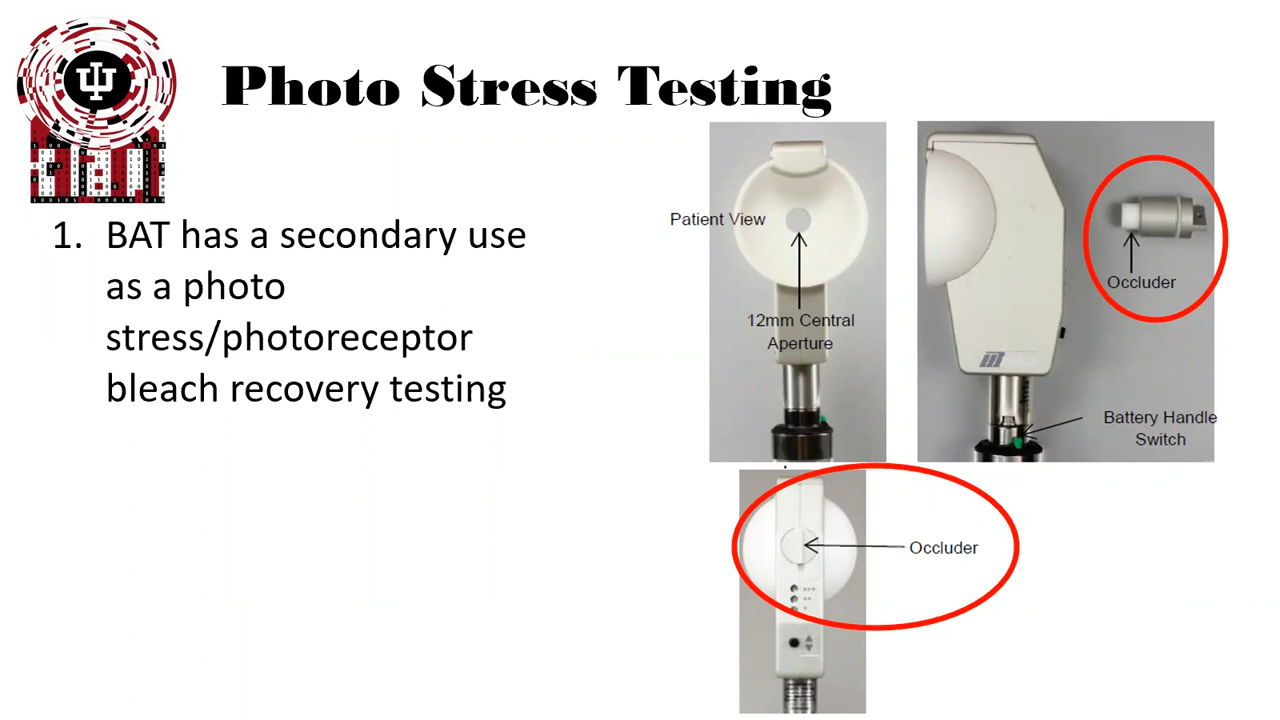 Photo Stress Testing
1. BAT has a secondary use
as a photo
stress/photoreceptor
bleach recovery testing
Patient View
12mm Central
Aperture
Occluder
Battery Handle
Switch
Occluder